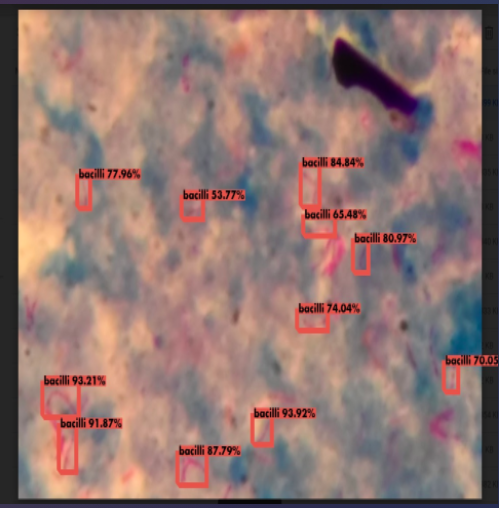 bacilli 84.84%
bacilli 77.96%
bacilli 53.77%
bacilli 65.48%
bacilli 80.97%
bacilli 74.04%
bacilli 70.05
bacilli 93.21%
bacilli 93.92%
bacilli 91.87%
bacilli 87.79%